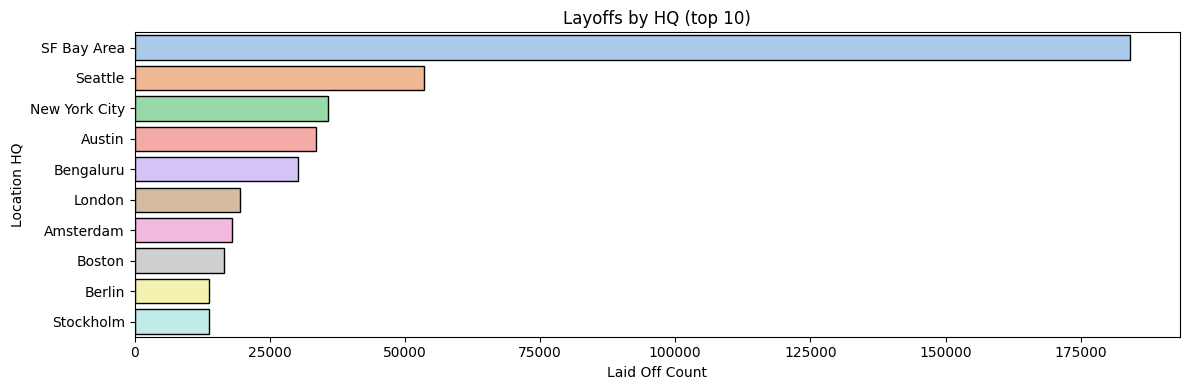 Layoffs by HQ (top 10)
Location HQ
SF Bay Area
Seattle
New York City
Austin
Bengaluru
London
Amsterdam
Boston
Berlin
Stockholm
0 25000 50000 75000 100000 125000 150000 175000
Laid Off Count